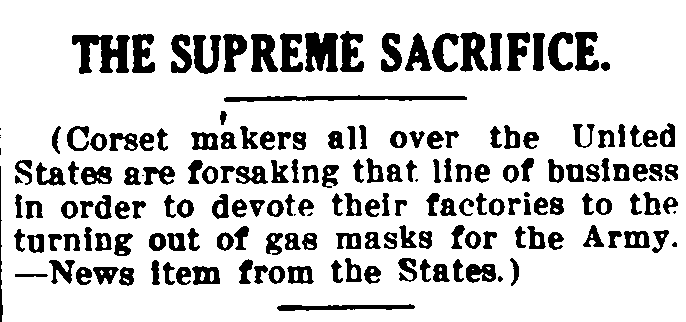 THE SUPREME SACRIFICE.
(Corset makers all over the United
States are forsaking that line of business
in order to devote their factories to the
turning out of gas masks for the Army.
—News item from the States.)